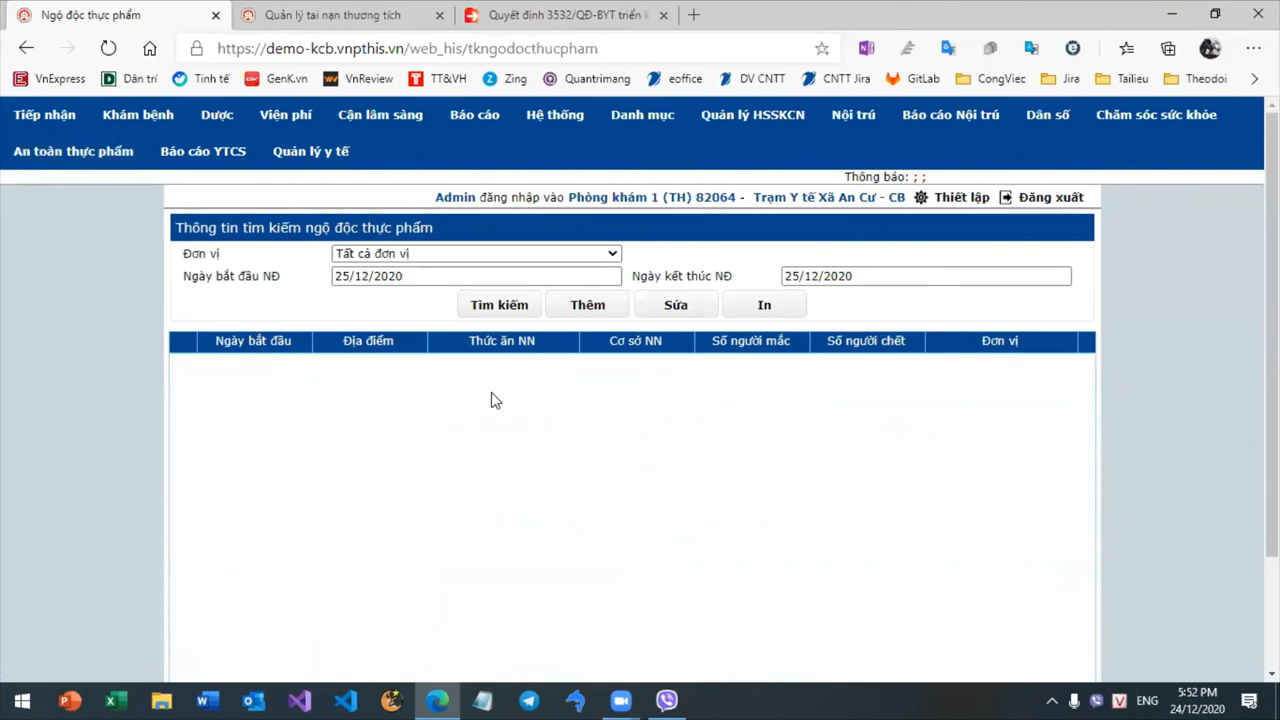 Ngộ độc thực phẩm
Quản lý tai nạn thương tích
Quyết định 3532/QĐ-BYT triển k
https://demo-kcb.vnpthis.vn/web_his/tkngodocthucpham
VnExpress Dân trí Tinh tế GenK.vn VnReview TT&VH Zing Quantrimang eoffice DV CNTT CNTT Jira GitLab CongViec Jira Tailieu Theodoi
Tiếp nhận Khám bệnh Dược Viện phí Cận lâm sàng Báo cáo Hệ thống Danh mục Quản lý HSSKCN Nội trú Báo cáo Nội trú Dân số Chăm sóc sức khỏe
An toàn thực phẩm Báo cáo YTCS Quản lý y tế
Thông báo: ; ;
Admin đăng nhập vào Phòng khám 1 (TH) 82064 - Trạm Y tế Xã An Cư - CB Thiết lập Đăng xuất
Thông tin tìm kiếm ngộ độc thực phẩm
Đơn vị Tất cả đơn vị
Ngày bắt đầu NĐ 25/12/2020 Ngày kết thúc NĐ 25/12/2020
Tìm kiếm Thêm Sửa In
Ngày bắt đầu Địa điểm Thức ăn NN Cơ sở NN Số người mắc Số người chết Đơn vị
ENG
5:52 PM
24/12/2020